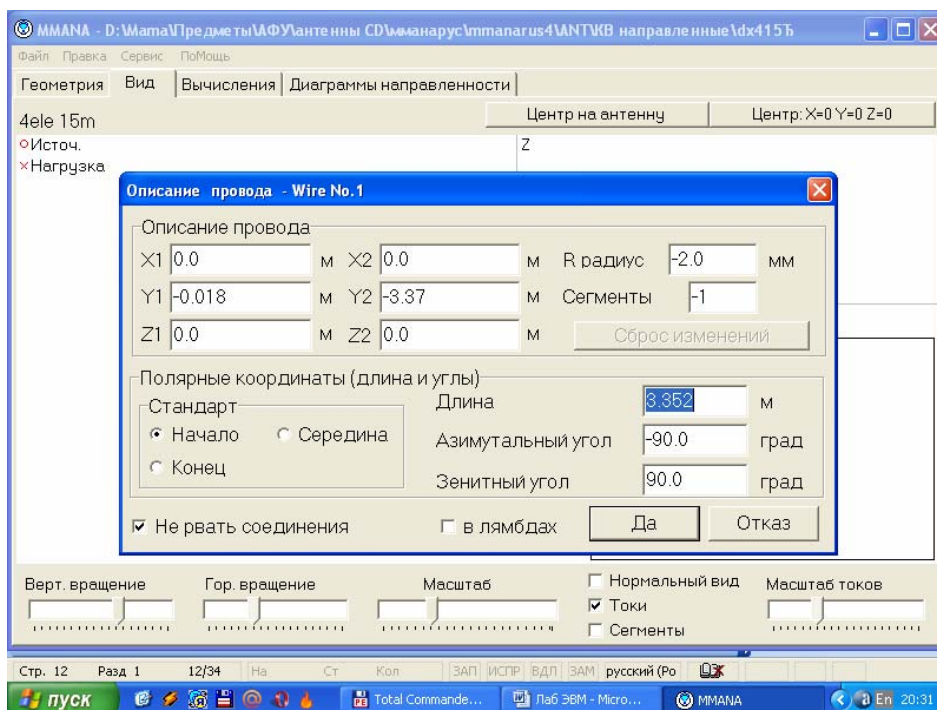 MMANA - D:\Mama\Предметы\АФУ\антенны CD\мманарус\mmanarus4\ANT\КВ направленные\dx415Ъ
Файл Правка Сервис ПоМощь
Геометрия Вид Вычисления Диаграммы направленности
4ele 15m Центр на антенну Центр: X=0 Y=0 Z=0
Источ. Z
Нагрузка
Описание провода - Wire No.1
Описание провода
X1 0.0 м X2 0.0 м R радиус -2.0 мм
Y1 -0.018 м Y2 -3.37 м Сегменты -1
Z1 0.0 м Z2 0.0 м Сброс изменений
Полярные координаты (длина и углы)
Стандарт Длина 3.352 м
Начало Середина Азимутальный угол -90.0 град
Конец Зенитный угол 90.0 град
Не рвать соединения в лямбдах Да Отказ
Верт. вращение Гор. вращение Масштаб Нормальный вид Масштаб токов
Токи
Сегменты
Стр. 12 Разд 1 12/34 На Ст Кол ЗАП ИСПР ВДЛ ЗАМ русский (Ро
пуск Total Commande... Лаб ЭВМ - Micro... MMANA En 20:31